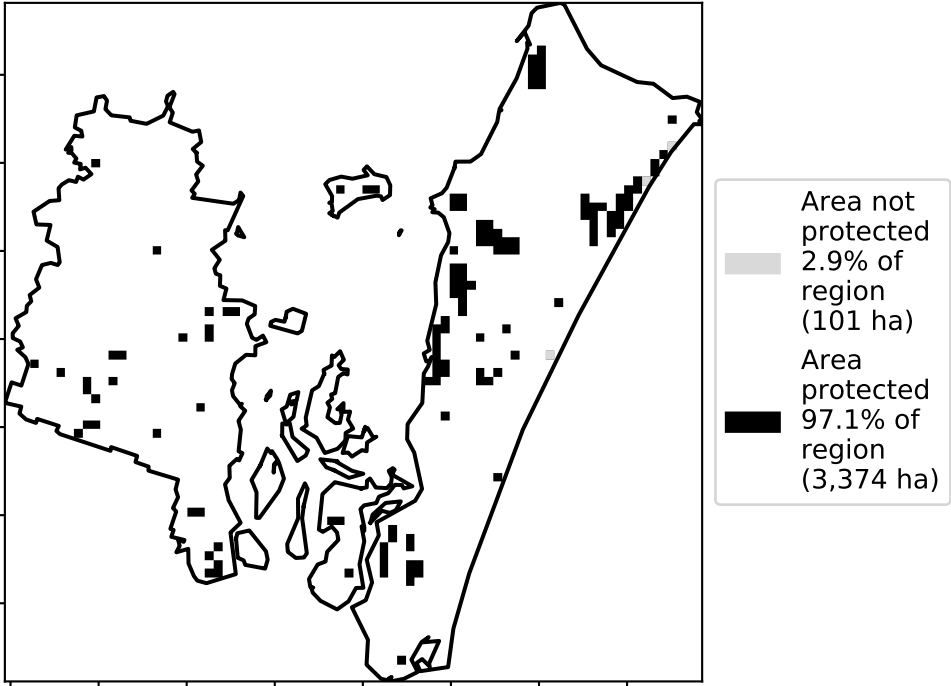 Area not
protected
2.9% of
region
(101 ha)
Area
protected
97.1% of
region
(3,374 ha)